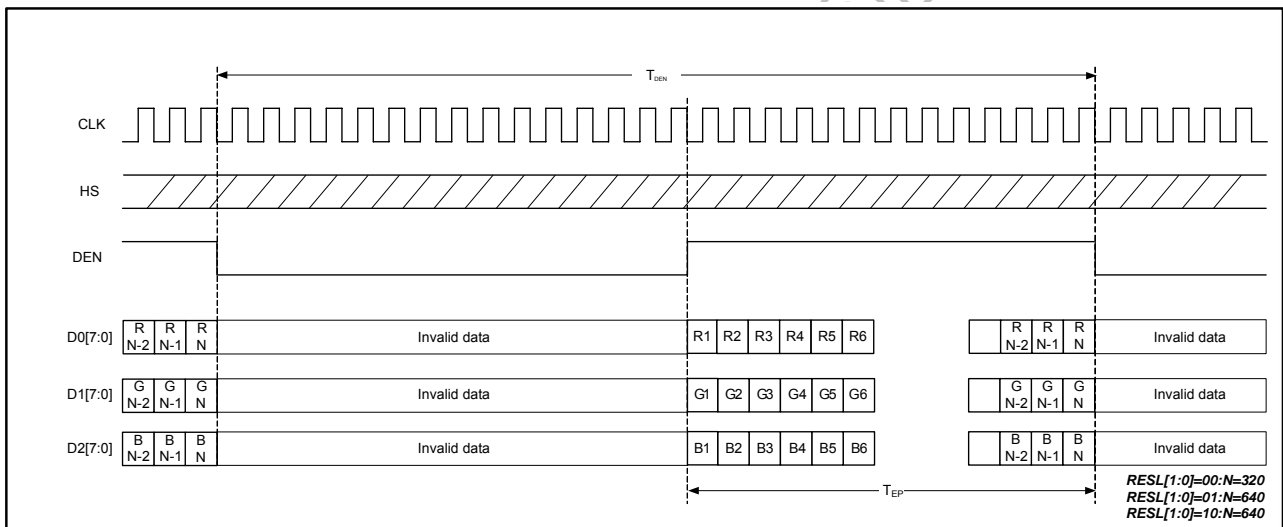 T_DEN
CLK
HS
DEN
D0[7:0] R N-2 R N-1 R N Invalid data R1 R2 R3 R4 R5 R6 R N-2 R N-1 R N Invalid data
D1[7:0] G N-2 G N-1 G N Invalid data G1 G2 G3 G4 G5 G6 G N-2 G N-1 G N Invalid data
D2[7:0] B N-2 B N-1 B N Invalid data B1 B2 B3 B4 B5 B6 B N-2 B N-1 B N Invalid data
T_EP
RESL[1:0]=00:N=320
RESL[1:0]=01:N=640
RESL[1:0]=10:N=640